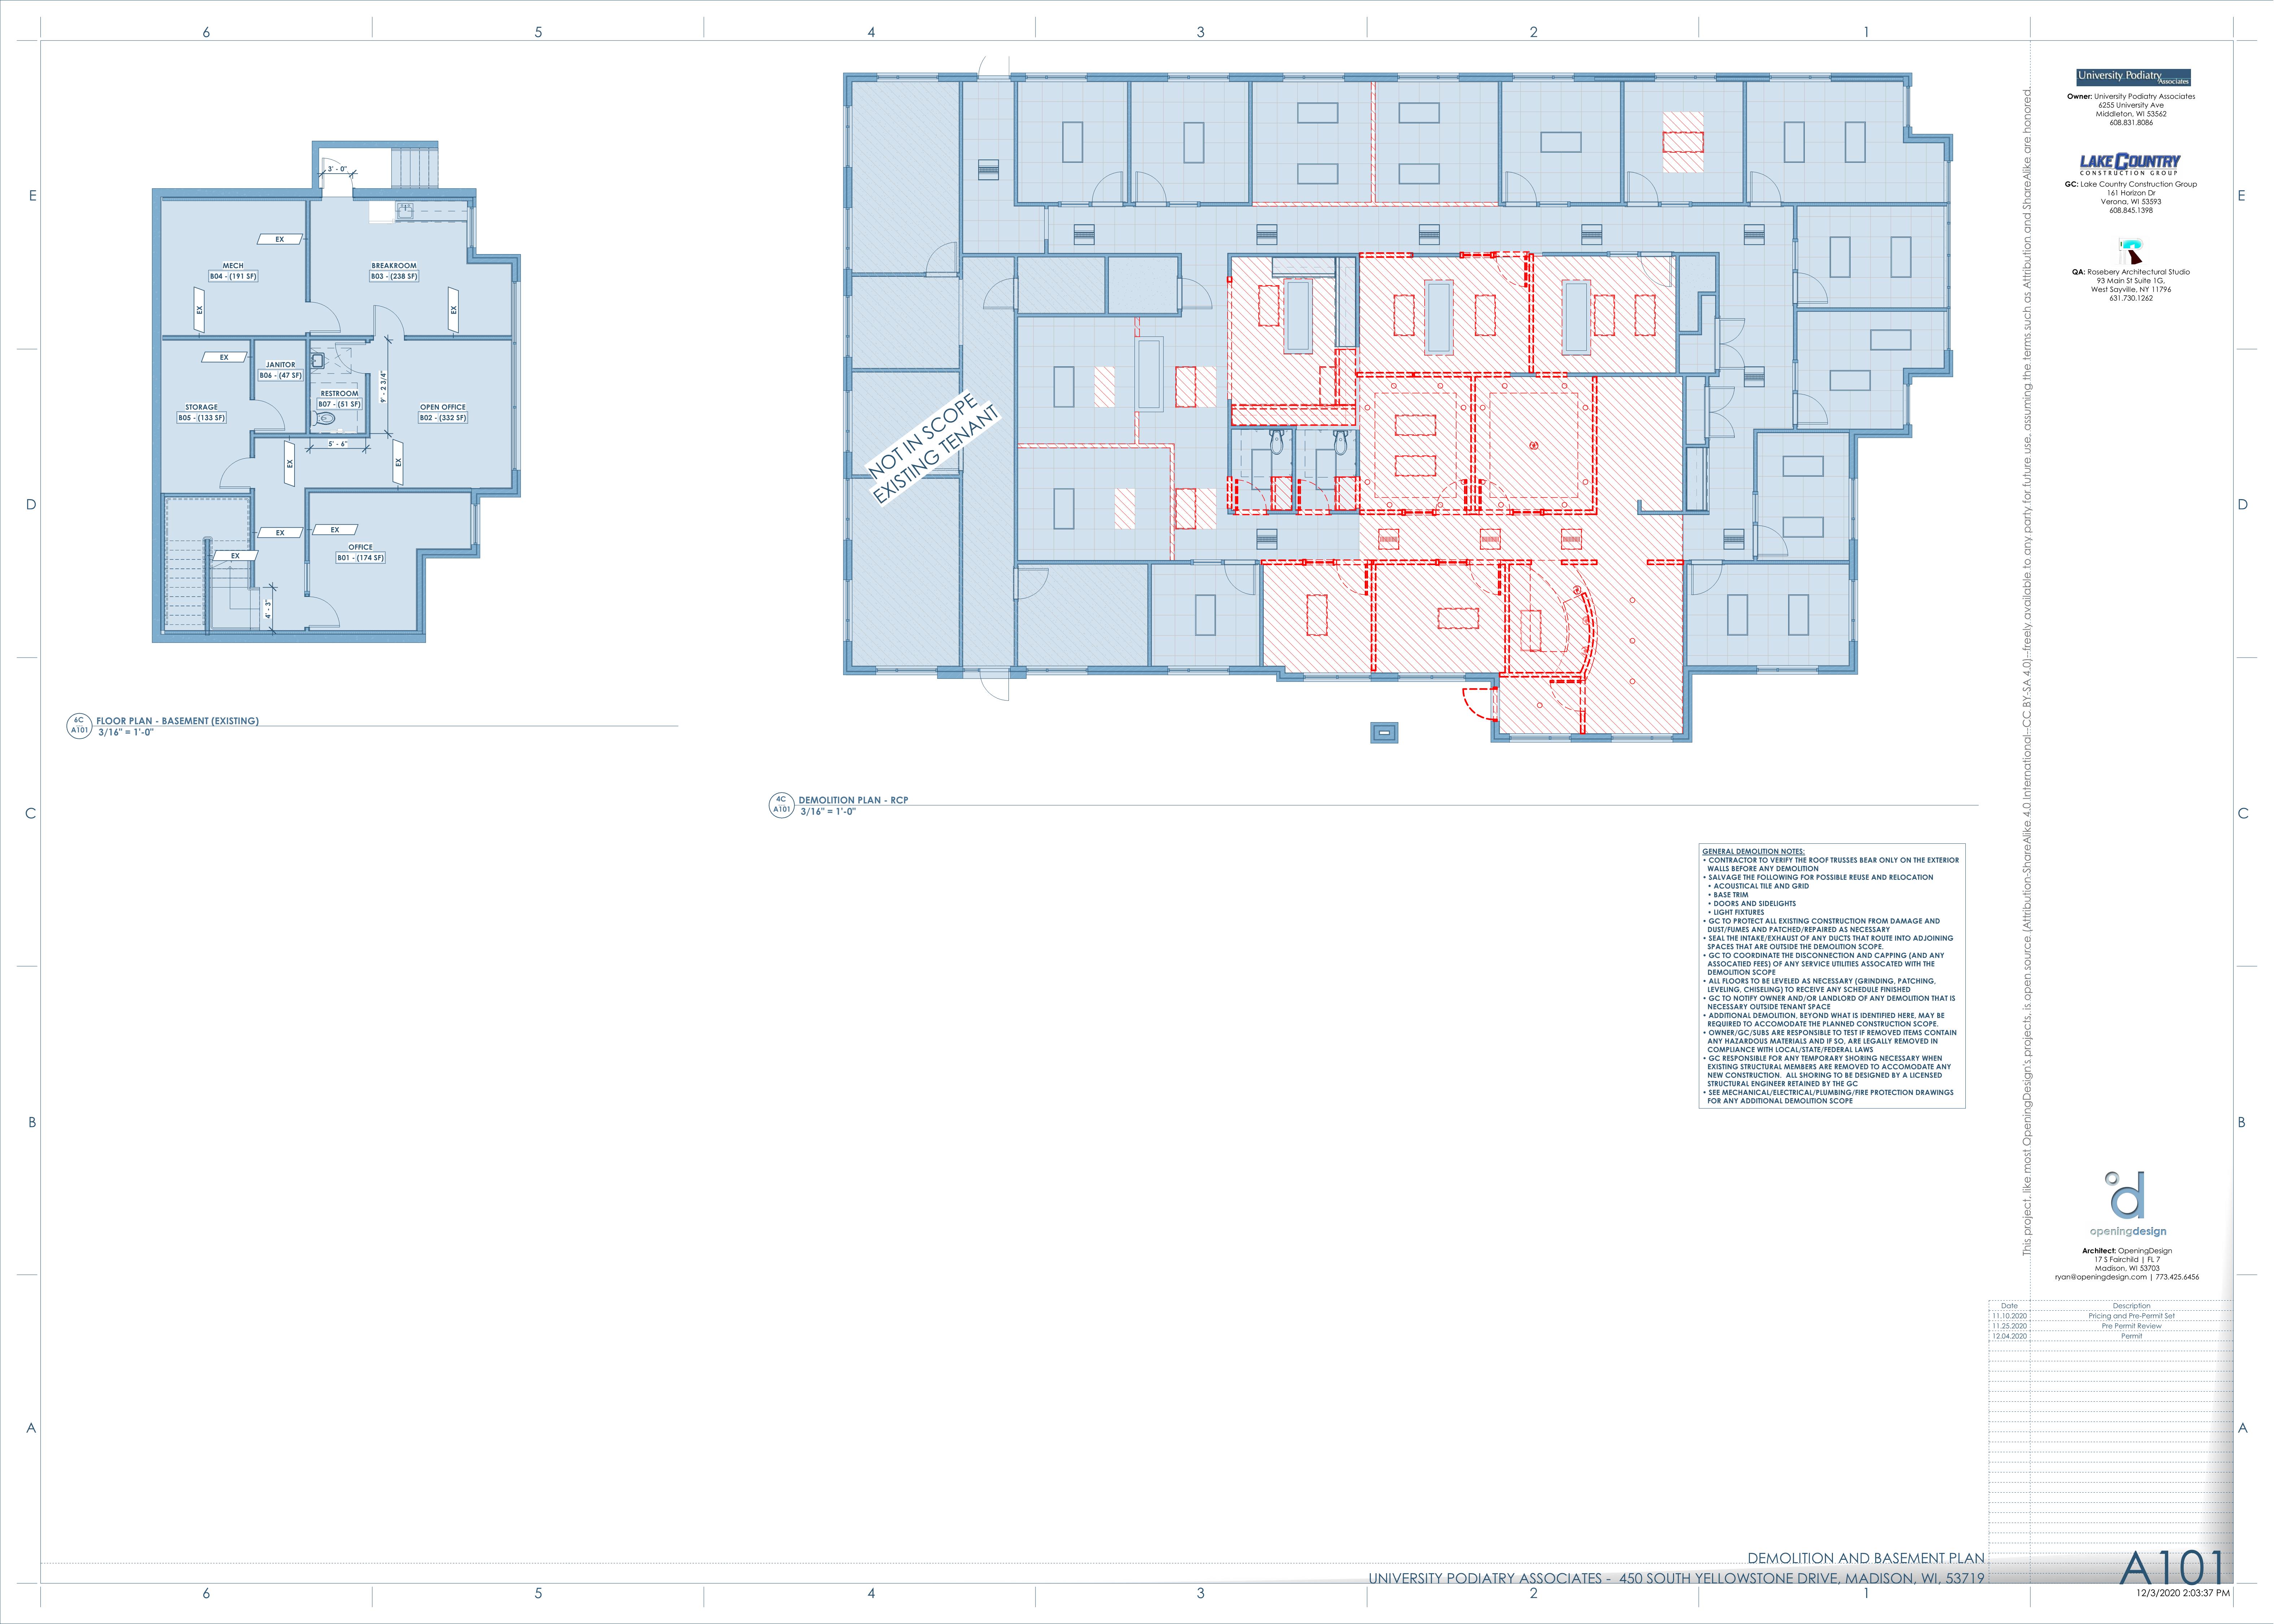 6
5
4
3
2
1
E
D
C
B
A
E
D
C
B
A
3' - 0"
EX
MECH
B04 - (191 SF)
BREAKROOM
B03 - (238 SF)
EX
EX
EX
JANITOR
B06 - (47 SF)
RESTROOM
B07 - (51 SF)
9' - 2 3/4"
STORAGE
B05 - (133 SF)
OPEN OFFICE
B02 - (332 SF)
5' - 6"
EX
EX
EX
EX
EX
OFFICE
B01 - (174 SF)
4' - 3"
6C
A101
FLOOR PLAN - BASEMENT (EXISTING)
3/16" = 1'-0"
NOT IN SCOPE
EXISTING TENANT
4C
A101
DEMOLITION PLAN - RCP
3/16" = 1'-0"
GENERAL DEMOLITION NOTES:
• CONTRACTOR TO VERIFY THE ROOF TRUSSES BEAR ONLY ON THE EXTERIOR
WALLS BEFORE ANY DEMOLITION
• SALVAGE THE FOLLOWING FOR POSSIBLE REUSE AND RELOCATION
• ACOUSTICAL TILE AND GRID
• BASE TRIM
• DOORS AND SIDELIGHTS
• LIGHT FIXTURES
• GC TO PROTECT ALL EXISTING CONSTRUCTION FROM DAMAGE AND
DUST/FUMES AND PATCHED/REPAIRED AS NECESSARY
• SEAL THE INTAKE/EXHAUST OF ANY DUCTS THAT ROUTE INTO ADJOINING
SPACES THAT ARE OUTSIDE THE DEMOLITION SCOPE.
• GC TO COORDINATE THE DISCONNECTION AND CAPPING (AND ANY
ASSOCATIED FEES) OF ANY SERVICE UTILITIES ASSOCATED WITH THE
DEMOLITION SCOPE
• ALL FLOORS TO BE LEVELED AS NECESSARY (GRINDING, PATCHING,
LEVELING, CHISELING) TO RECEIVE ANY SCHEDULE FINISHED
• GC TO NOTIFY OWNER AND/OR LANDLORD OF ANY DEMOLITION THAT IS
NECESSARY OUTSIDE TENANT SPACE
• ADDITIONAL DEMOLITION, BEYOND WHAT IS IDENTIFIED HERE, MAY BE
REQUIRED TO ACCOMODATE THE PLANNED CONSTRUCTION SCOPE.
• OWNER/GC/SUBS ARE RESPONSIBLE TO TEST IF REMOVED ITEMS CONTAIN
ANY HAZARDOUS MATERIALS AND IF SO, ARE LEGALLY REMOVED IN
COMPLIANCE WITH LOCAL/STATE/FEDERAL LAWS
• GC RESPONSIBLE FOR ANY TEMPORARY SHORING NECESSARY WHEN
EXISTING STRUCTURAL MEMBERS ARE REMOVED TO ACCOMODATE ANY
NEW CONSTRUCTION. ALL SHORING TO BE DESIGNED BY A LICENSED
STRUCTURAL ENGINEER RETAINED BY THE GC
• SEE MECHANICAL/ELECTRICAL/PLUMBING/FIRE PROTECTION DRAWINGS
FOR ANY ADDITIONAL DEMOLITION SCOPE
This project, like most OpeningDesign's projects, is open source (Attribution-ShareAlike 4.0 International--CC BY-SA 4.0)--freely available to any party for future use, assuming the terms such as Attribution and ShareAlike are honored.
University Podiatry
Associates
Owner: University Podiatry Associates
6255 University Ave
Middleton, WI 53562
608.831.8086
LAKE COUNTRY
CONSTRUCTION GROUP
GC: Lake Country Construction Group
161 Horizon Dr
Verona, WI 53593
608.845.1398
QA: Rosebery Architectural Studio
93 Main St Suite 1G,
West Sayville, NY 11796
631.730.1262
openingdesign
Architect: OpeningDesign
17 S Fairchild | FL 7
Madison, WI 53703
ryan@openingdesign.com | 773.425.6456
Date Description
11.10.2020 Pricing and Pre-Permit Set
11.25.2020 Pre Permit Review
12.04.2020 Permit
DEMOLITION AND BASEMENT PLAN
UNIVERSITY PODIATRY ASSOCIATES - 450 SOUTH YELLOWSTONE DRIVE, MADISON, WI, 53719
A101
12/3/2020 2:03:37 PM
6
5
4
3
2
1